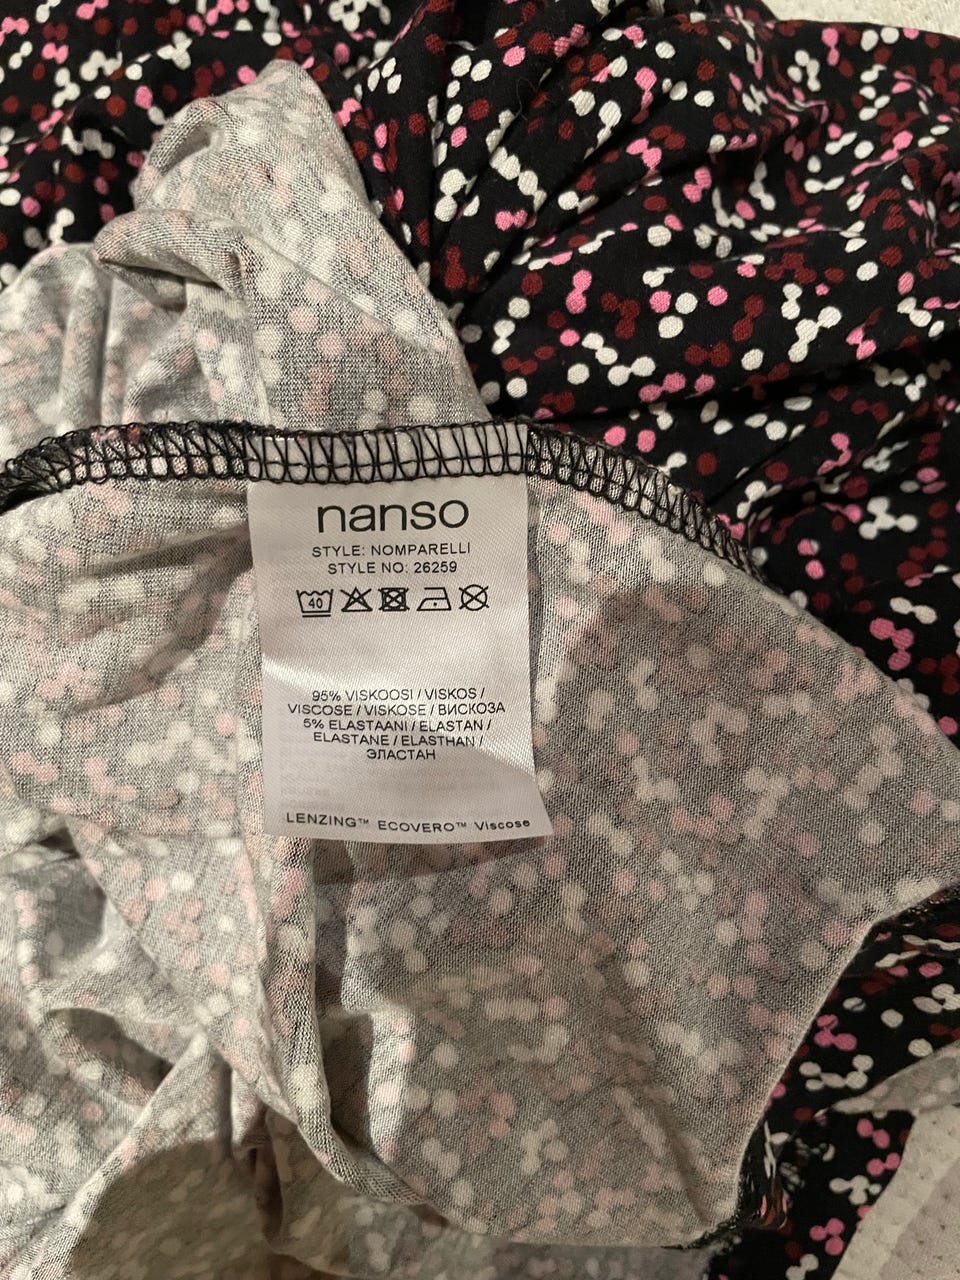 nanso
STYLE: NOMPARELLI
STYLE NO: 26259
40
95% VISKOOSI / VISKOS /
VISCOSE / VISKOSE / ВИСКОЗА
5% ELASTAANI / ELASTAN /
ELASTANE / ELASTHAN /
ЭЛАСТАН
LENZING™ ECOVERO™ Viscose